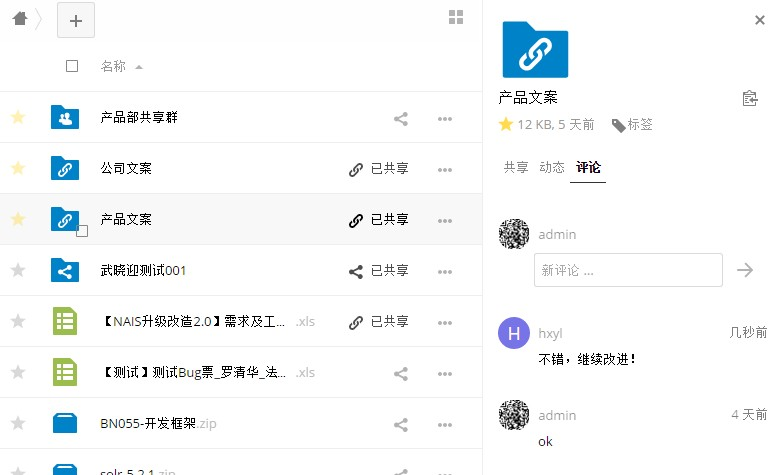 名称
产品部共享群
公司文案 已共享
产品文案 已共享
武晓迎测试001 已共享
【NAIS升级改造2.0】需求及工... .xls 已共享
【测试】测试Bug票_罗清华_法... .xls
BN055-开发框架.zip
solr-5.2.1.zip
产品文案
12 KB, 5 天前 标签
共享 动态 评论
admin
新评论 ...
H hxyl 几秒前
不错，继续改进！
admin 4 天前
ok